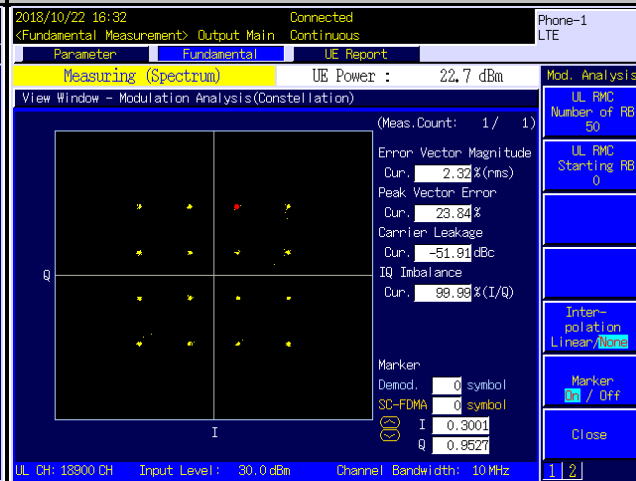 2018/10/22 16:32 Connected Phone-1
<Fundamental Measurement> Output Main Continuous LTE
Parameter Fundamental UE Report
Measuring (Spectrum) UE Power : 22.7 dBm Mod. Analysis
View Window - Modulation Analysis(Constellation)
UL RMC
Number of RB
50
(Meas.Count: 1/ 1)
Error Vector Magnitude
Cur. 2.32 %(rms)
Peak Vector Error
Cur. 23.84 %
Carrier Leakage
Cur. -51.91 dBc
IQ Imbalance
Cur. 99.99 %(I/Q)
UL RMC
Starting RB
0
Q
I
Inter-
polation
Linear/None
Marker
Demod. 0 symbol
SC-FDMA 0 symbol
I 0.3001
Q 0.9527
Marker
On / Off
Close
UL CH: 18900 CH Input Level: 30.0 dBm Channel Bandwidth: 10 MHz 1 2